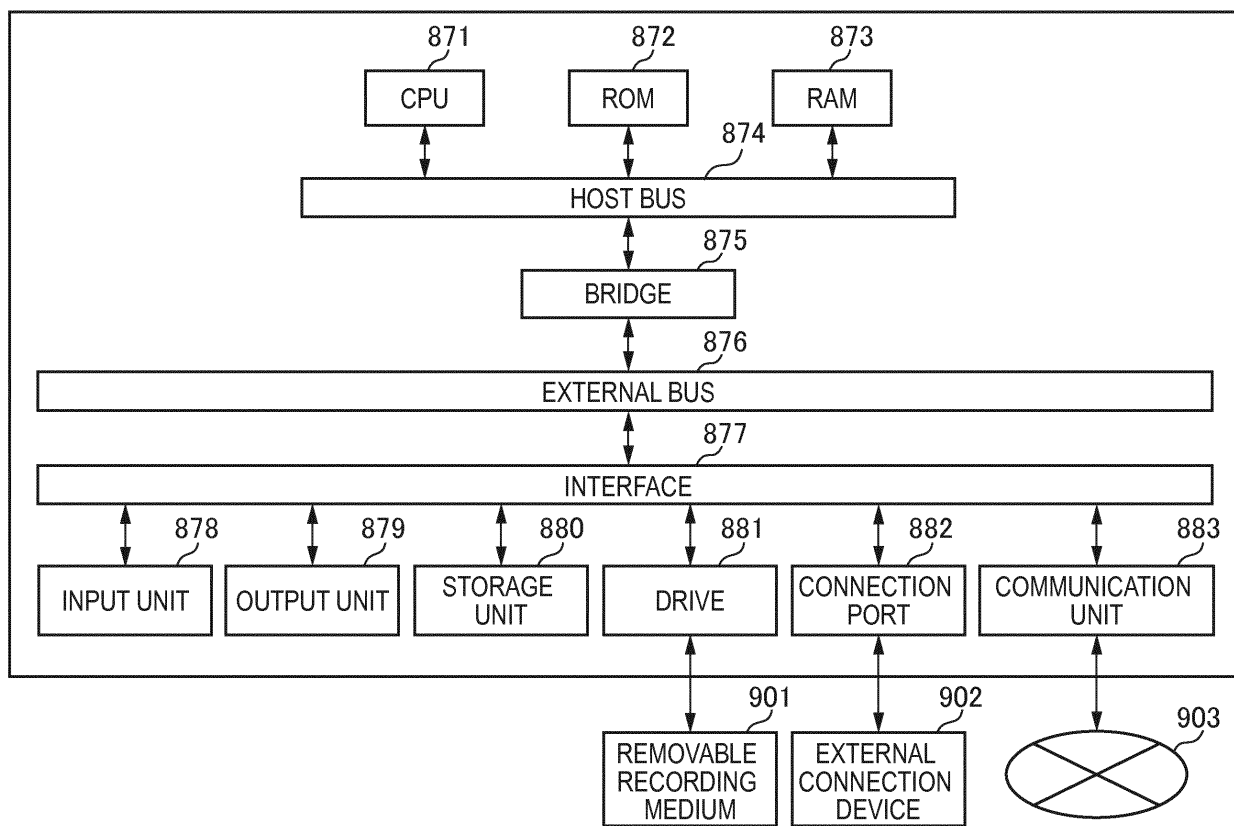 871
872
873
CPU
ROM
RAM
874
HOST BUS
875
BRIDGE
876
EXTERNAL BUS
877
INTERFACE
878
879
880
881
882
883
INPUT UNIT
OUTPUT UNIT
STORAGE
UNIT
DRIVE
CONNECTION
PORT
COMMUNICATION
UNIT
901
902
903
REMOVABLE
RECORDING
MEDIUM
EXTERNAL
CONNECTION
DEVICE